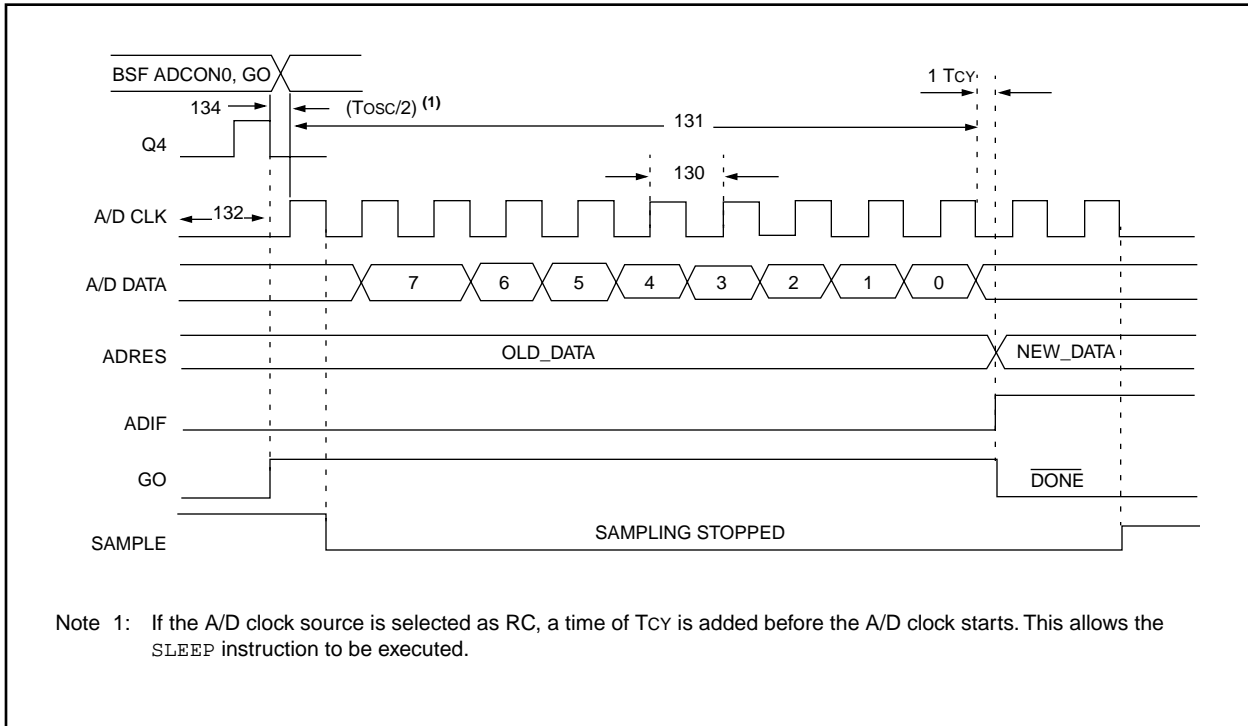 BSF ADCON0, GO
1 TCY
134 (TOSC/2) (1)
131
Q4
130
A/D CLK 132
A/D DATA 7 6 5 4 3 2 1 0
ADRES OLD_DATA NEW_DATA
ADIF
GO DONE
SAMPLE SAMPLING STOPPED
Note 1: If the A/D clock source is selected as RC, a time of TCY is added before the A/D clock starts. This allows the
SLEEP instruction to be executed.